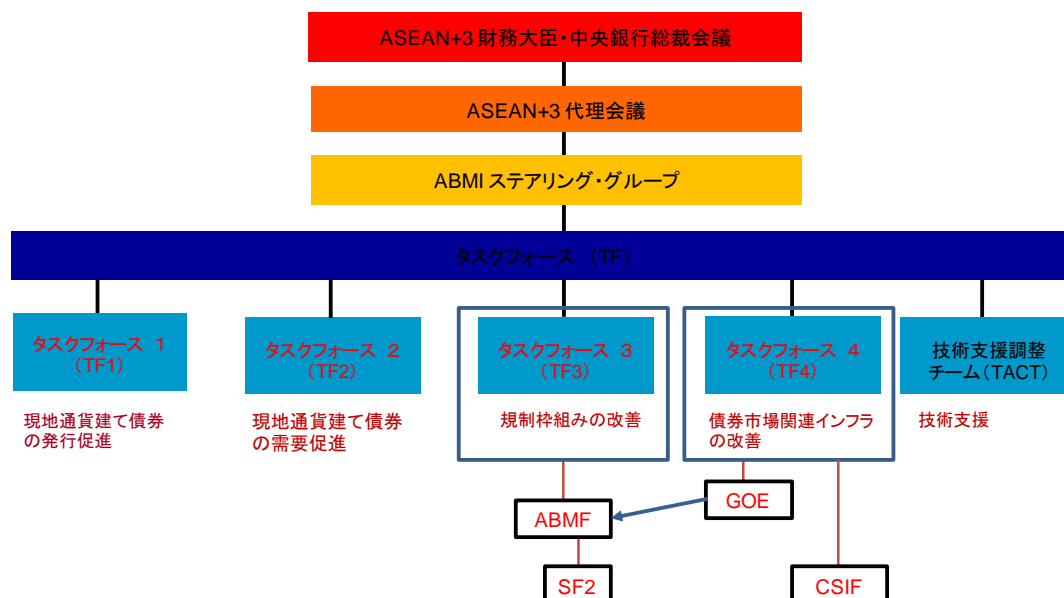 ASEAN+3 財務大臣・中央銀行総裁会議
ASEAN+3 代理会議
ABMI ステアリング・グループ
タスクフォース (TF)
タスクフォース 1
(TF1)
タスクフォース 2
(TF2)
タスクフォース 3
(TF3)
タスクフォース 4
(TF4)
技術支援調整
チーム(TACT)
現地通貨建て債券
の発行促進
現地通貨建て債券
の需要促進
規制枠組みの改善
債券市場関連インフラ
の改善
技術支援
ABMF
GOE
SF2
CSIF